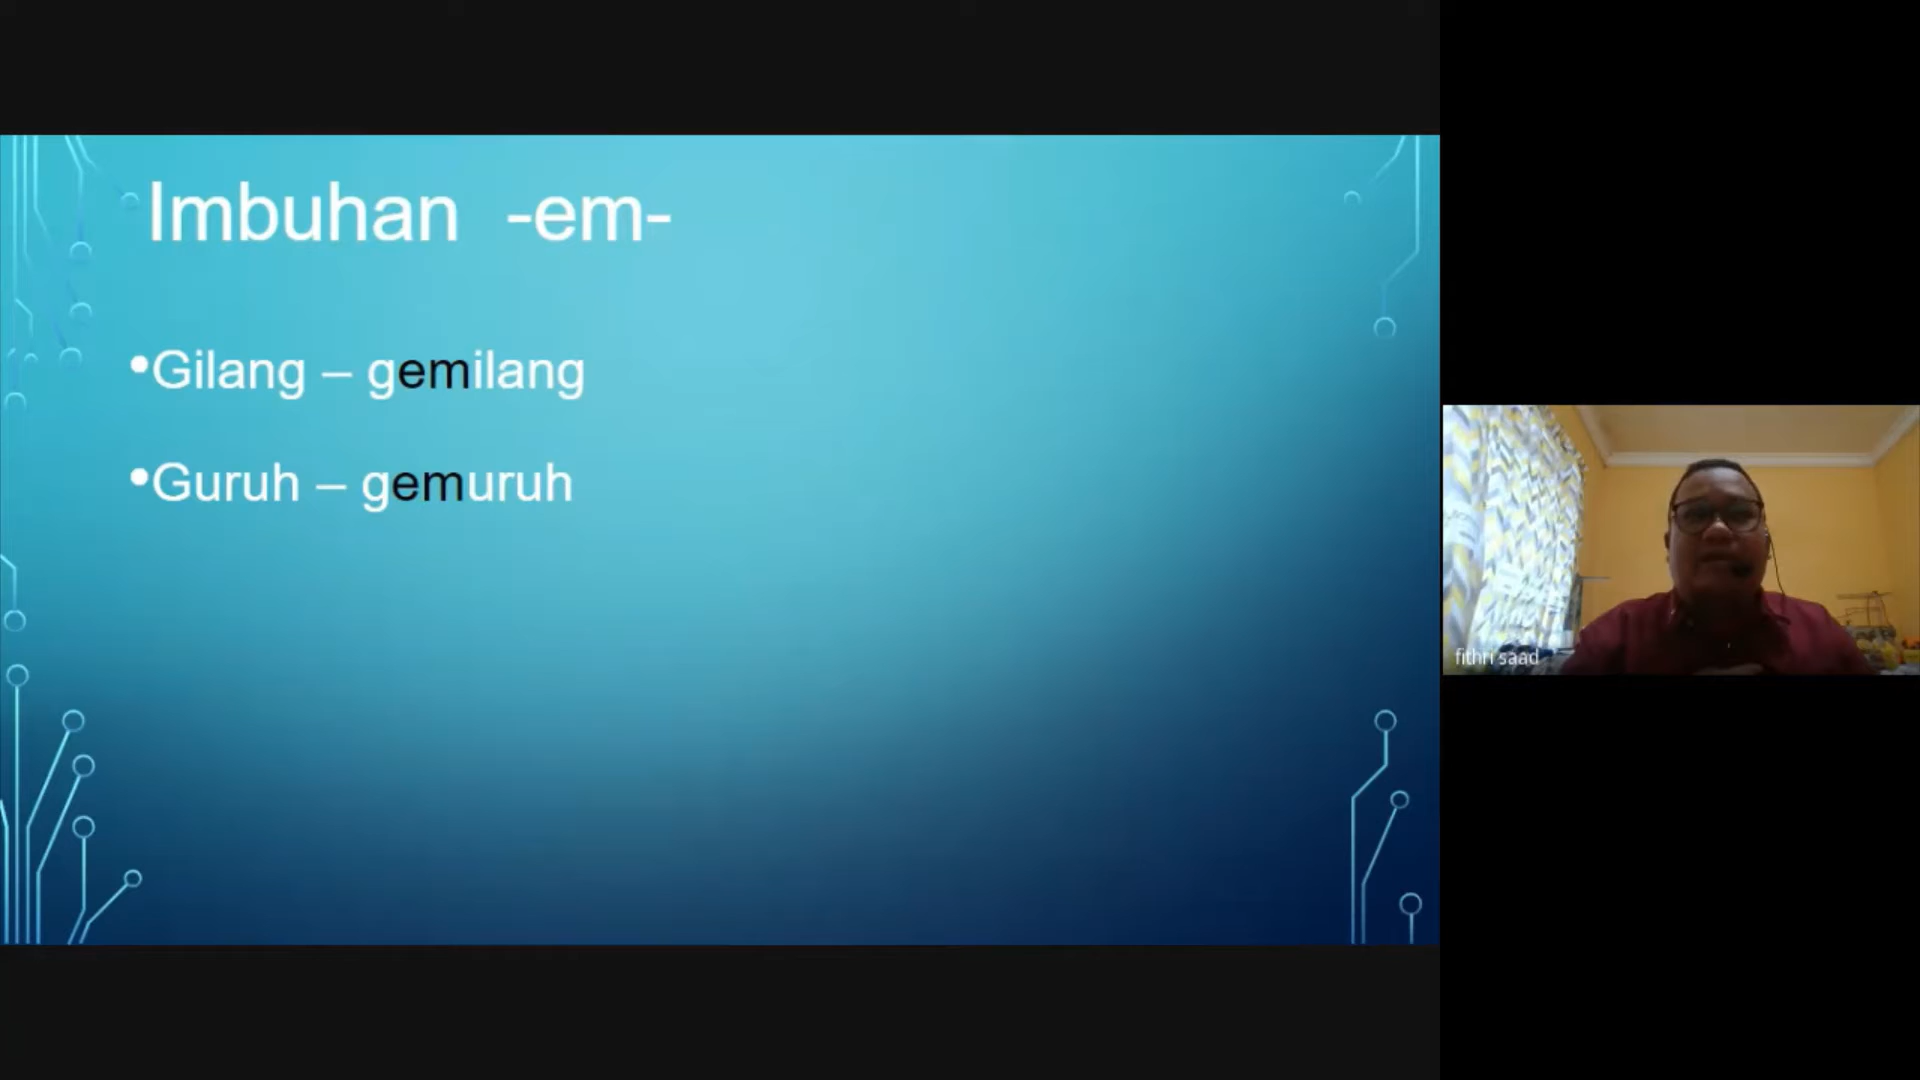 Imbuhan -em-
•Gilang – gemilang
•Guruh – gemuruh
fithri saad